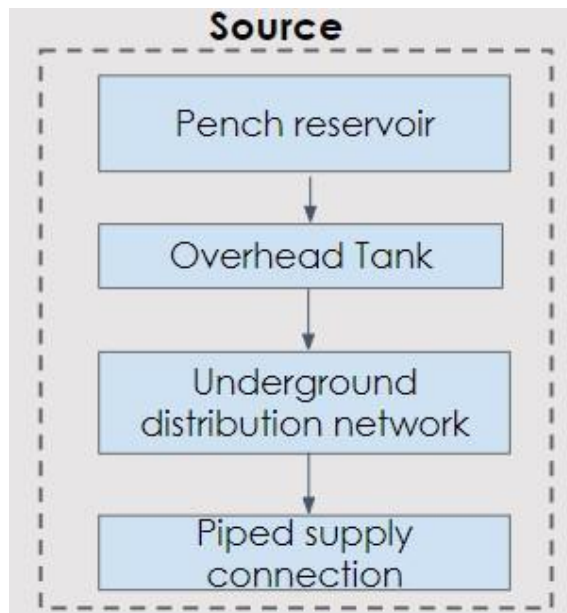 Source
Pench reservoir
Overhead Tank
Underground
distribution network
Piped supply
connection